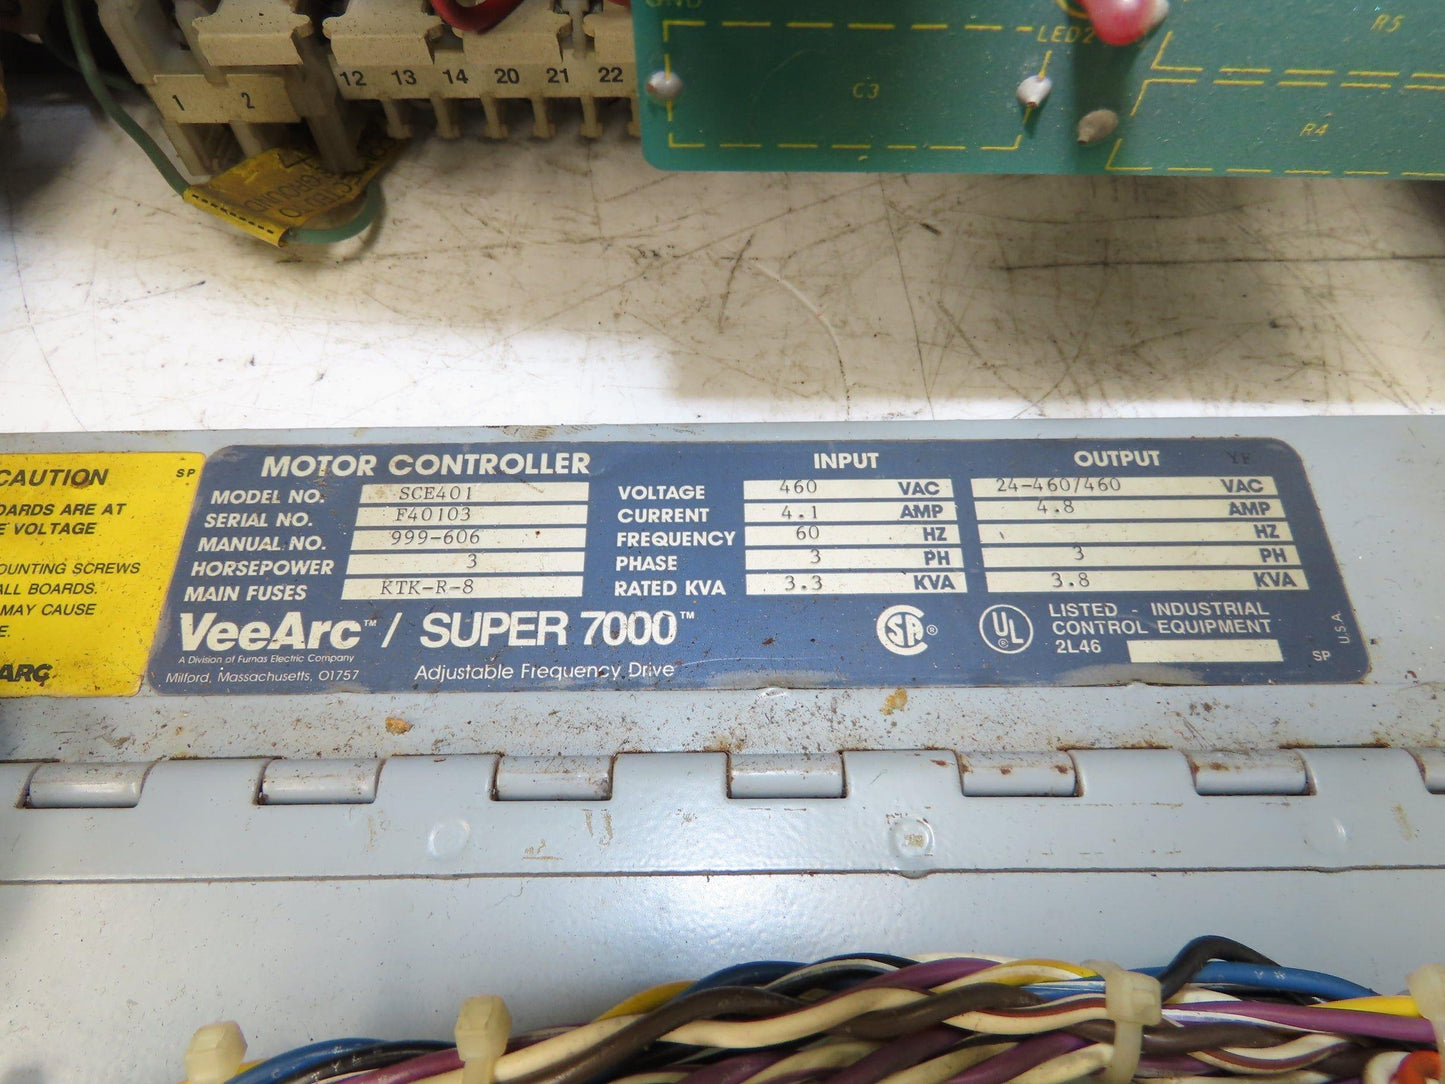 GND
LED2
R5
12 13 14 20 21 22
1 2
C3
R4
GROUND
CAUTION SP
OARDS ARE AT
E VOLTAGE
OUNTING SCREWS
ALL BOARDS.
MAY CAUSE
E.
ARC
MOTOR CONTROLLER INPUT OUTPUT YF
MODEL NO. SCE401 VOLTAGE 460 VAC 24-460/460 VAC
SERIAL NO. F40103 CURRENT 4.1 AMP 4.8 AMP
MANUAL NO. 999-606 FREQUENCY 60 HZ HZ
HORSEPOWER 3 PHASE 3 PH 3 PH
MAIN FUSES KTK-R-8 RATED KVA 3.3 KVA 3.8 KVA
VeeArc™ / SUPER 7000™
A Division of Furnas Electric Company
Milford, Massachusetts, 01757
Adjustable Frequency Drive
SA ®
UL ®
LISTED - INDUSTRIAL
CONTROL EQUIPMENT
2L46
SP
U.S.A.